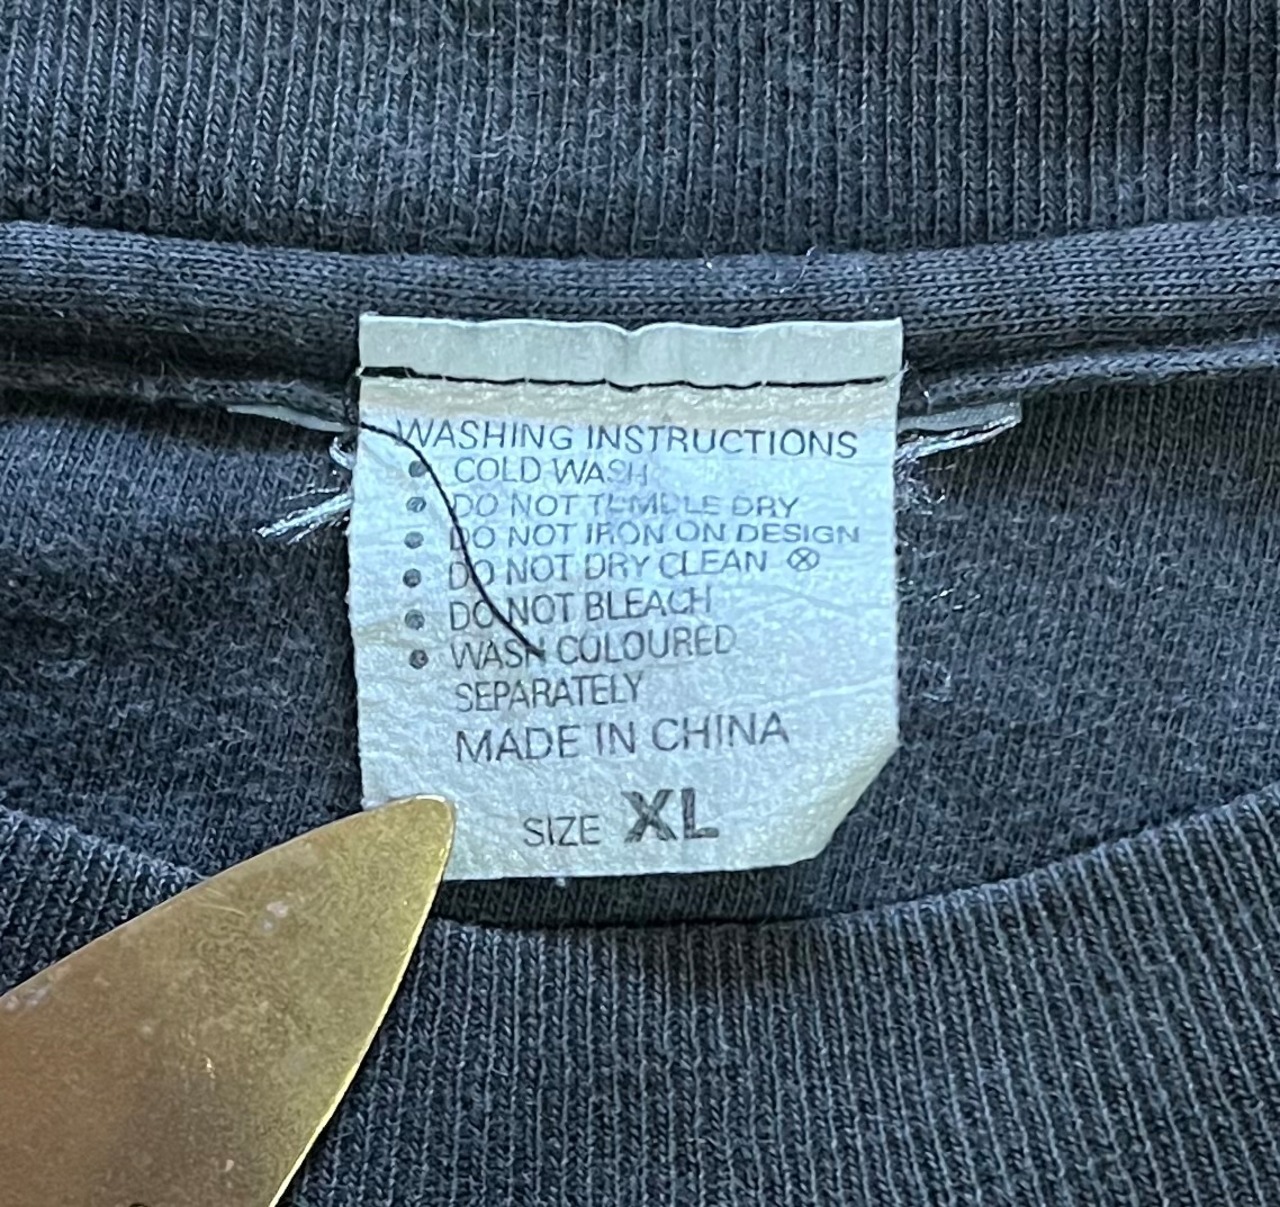 WASHING INSTRUCTIONS
• COLD WASH
• DO NOT TUMBLE DRY
• DO NOT IRON ON DESIGN
• DO NOT DRY CLEAN ⊗
• DO NOT BLEACH
• WASH COLOURED
SEPARATELY
MADE IN CHINA
SIZE XL